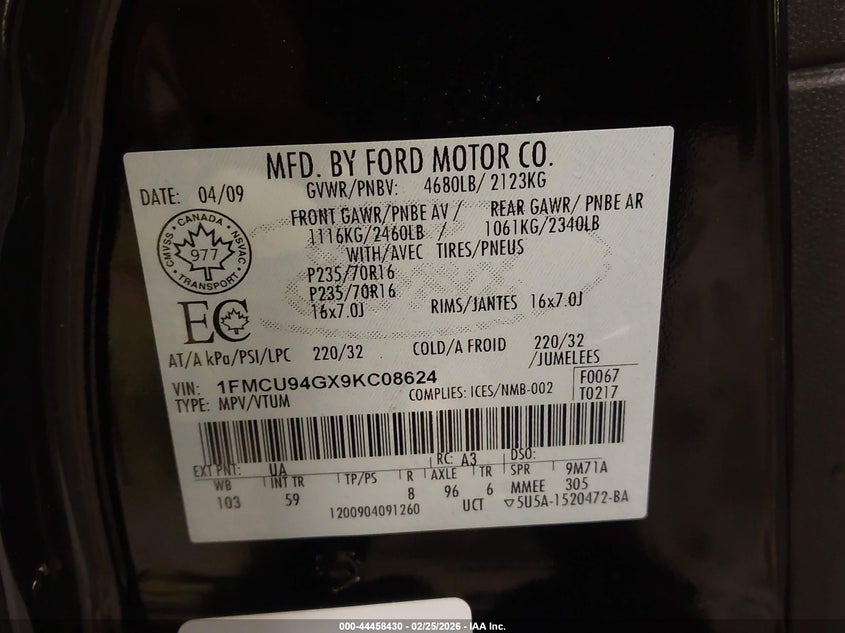 MFD. BY FORD MOTOR CO.
DATE: 04/09
GVWR/PNBV: 4680LB/ 2123KG
FRONT GAWR/PNBE AV / REAR GAWR/ PNBE AR
1116KG/2460LB / 1061KG/2340LB
WITH/AVEC TIRES/PNEUS
CMVSS · CANADA · NSVAC
977
TRANSPORT
P235/70R16
P235/70R16
16x7.0J RIMS/JANTES 16x7.0J
EC
AT/A kPa/PSI/LPC 220/32 COLD/A FROID 220/32
/JUMELEES
VIN: 1FMCU94GX9KC08624
TYPE: MPV/VTUM COMPLIES: ICES/NMB-002
F0067
T0217
EXT PNT: UA RC: A3 DSO:
WB INT TR TP/PS R AXLE TR SPR 9M71A
103 59 8 96 6 MMEE 305
1200904091260 UCT ▽5U5A-1520472-BA
000-44458430 - 02/25/2026 - IAA Inc.